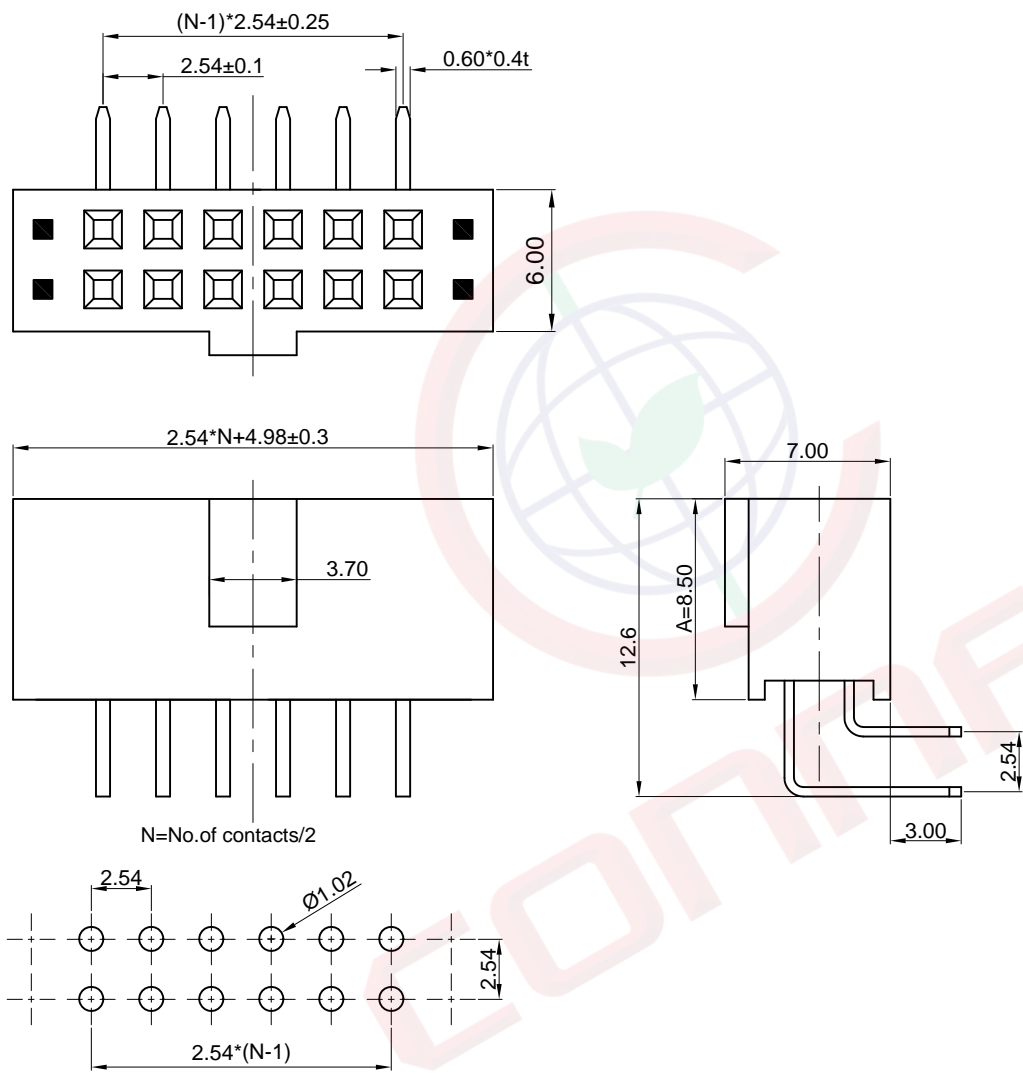 (N-1)*2.54±0.25
2.54±0.1
0.60*0.4t
6.00
2.54*N+4.98±0.3
7.00
3.70
A=8.50
12.6
2.54
3.00
N=No.of contacts/2
2.54
Ø1.02
2.54
2.54*(N-1)